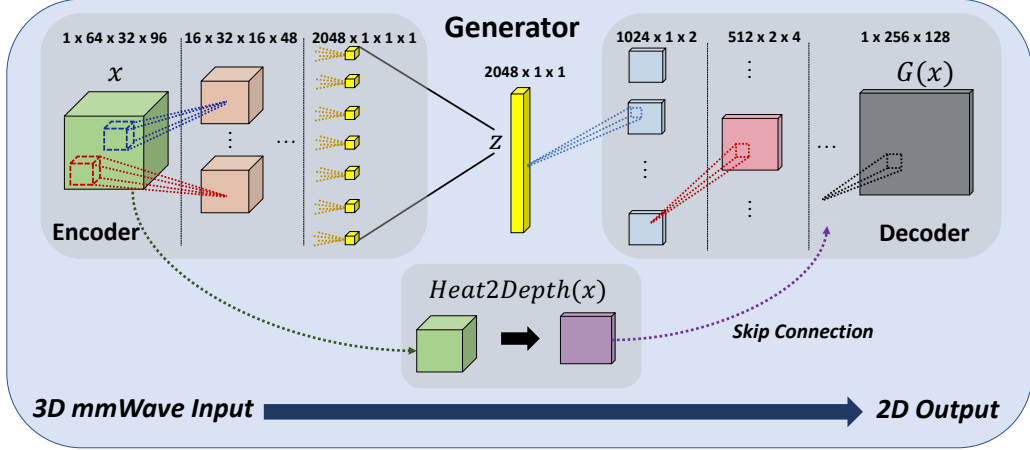 Generator
1 x 64 x 32 x 96
16 x 32 x 16 x 48
2048 x 1 x 1 x 1
2048 x 1 x 1
1024 x 1 x 2
512 x 2 x 4
1 x 256 x 128
x
z
G(x)
...
...
Encoder
Decoder
Heat2Depth(x)
Skip Connection
3D mmWave Input
2D Output